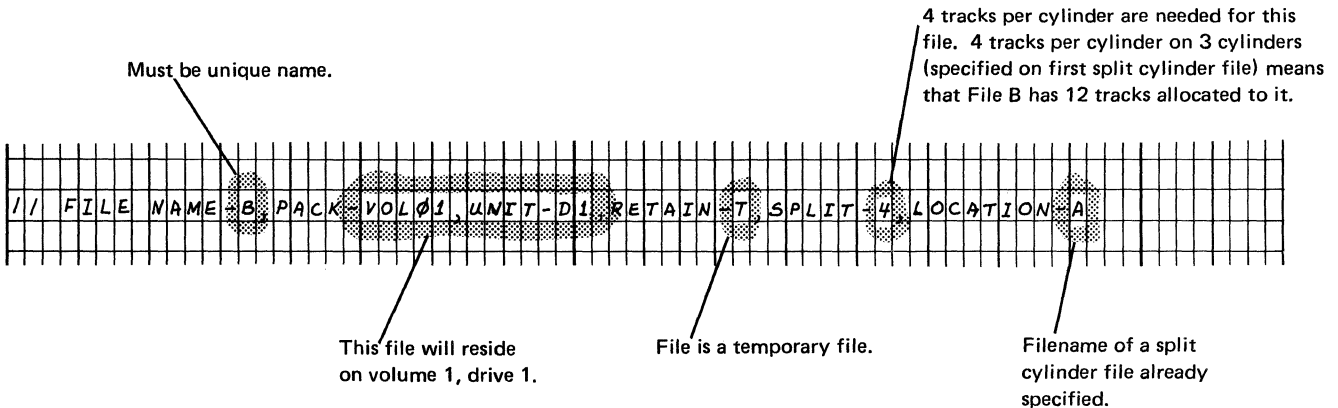 4 tracks per cylinder are needed for this
file. 4 tracks per cylinder on 3 cylinders
(specified on first split cylinder file) means
that File B has 12 tracks allocated to it.
Must be unique name.
// FILE NAME-B,PACK-VOLØ1,UNIT-D1,RETAIN-T,SPLIT-4,LOCATION-A
This file will reside
on volume 1, drive 1.
File is a temporary file.
Filename of a split
cylinder file already
specified.